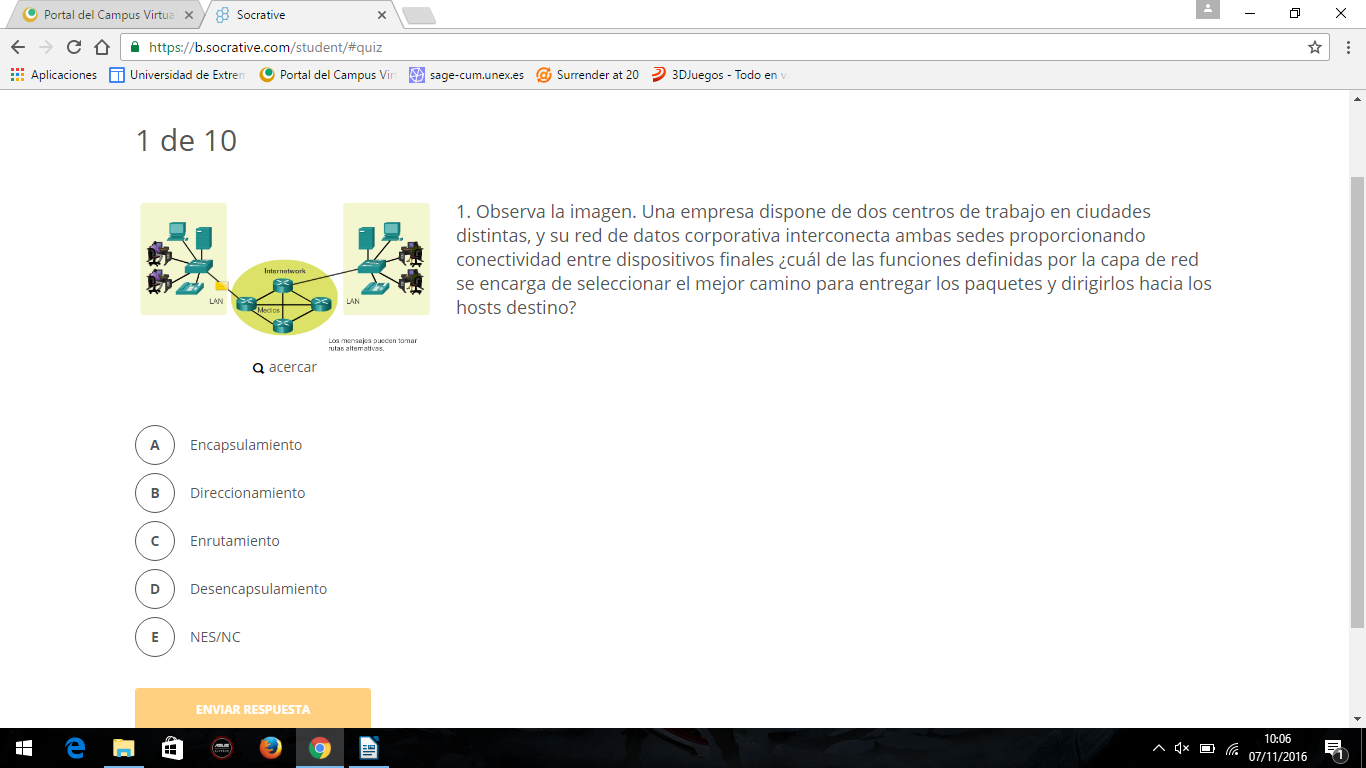 Portal del Campus Virtua
Socrative
https://b.socrative.com/student/#quiz
Aplicaciones
Universidad de Extrem
Portal del Campus Vir
sage-cum.unex.es
Surrender at 20
3DJuegos - Todo en v
1 de 10
Internetwork
LAN
Medios
LAN
Los mensajes pueden tomar
rutas alternativas.
acercar
1. Observa la imagen. Una empresa dispone de dos centros de trabajo en ciudades
distintas, y su red de datos corporativa interconecta ambas sedes proporcionando
conectividad entre dispositivos finales ¿cuál de las funciones definidas por la capa de red
se encarga de seleccionar el mejor camino para entregar los paquetes y dirigirlos hacia los
hosts destino?
A Encapsulamiento
B Direccionamiento
C Enrutamiento
D Desencapsulamiento
E NES/NC
ENVIAR RESPUESTA
10:06
07/11/2016
1